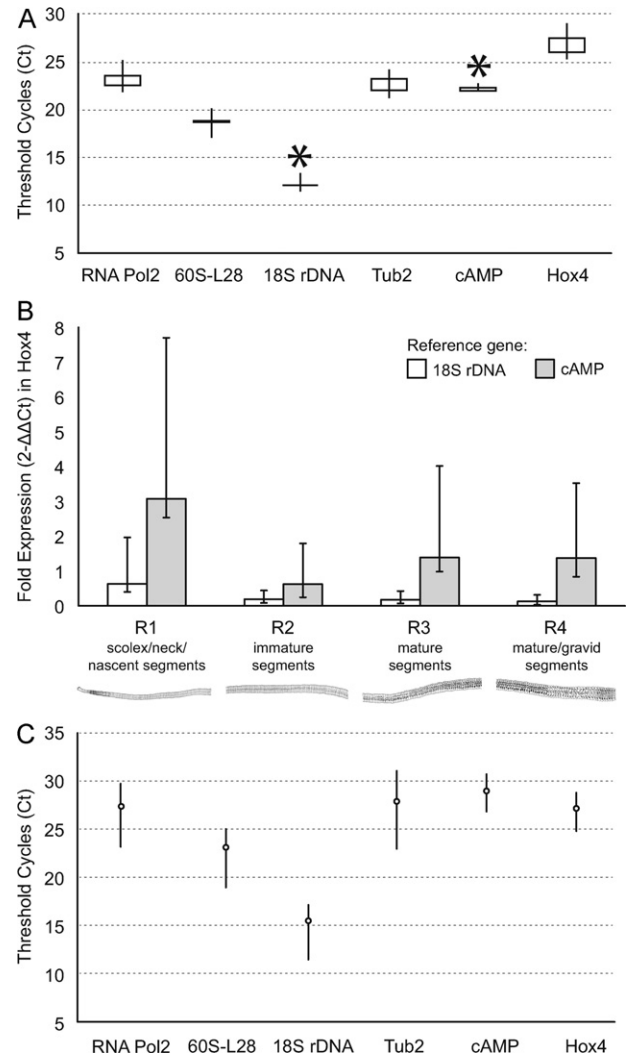 A
Threshold Cycles (Ct)
30
25
20
15
10
5
*
*
RNA Pol2 60S-L28 18S rDNA Tub2 cAMP Hox4
B
Fold Expression (2-ΔΔCt) in Hox4
8
7
6
5
4
3
2
1
0
Reference gene:
18S rDNA cAMP
R1 R2 R3 R4
scolex/neck/ immature mature mature/gravid
nascent segments segments segments segments
C
Threshold Cycles (Ct)
35
30
25
20
15
10
5
RNA Pol2 60S-L28 18S rDNA Tub2 cAMP Hox4